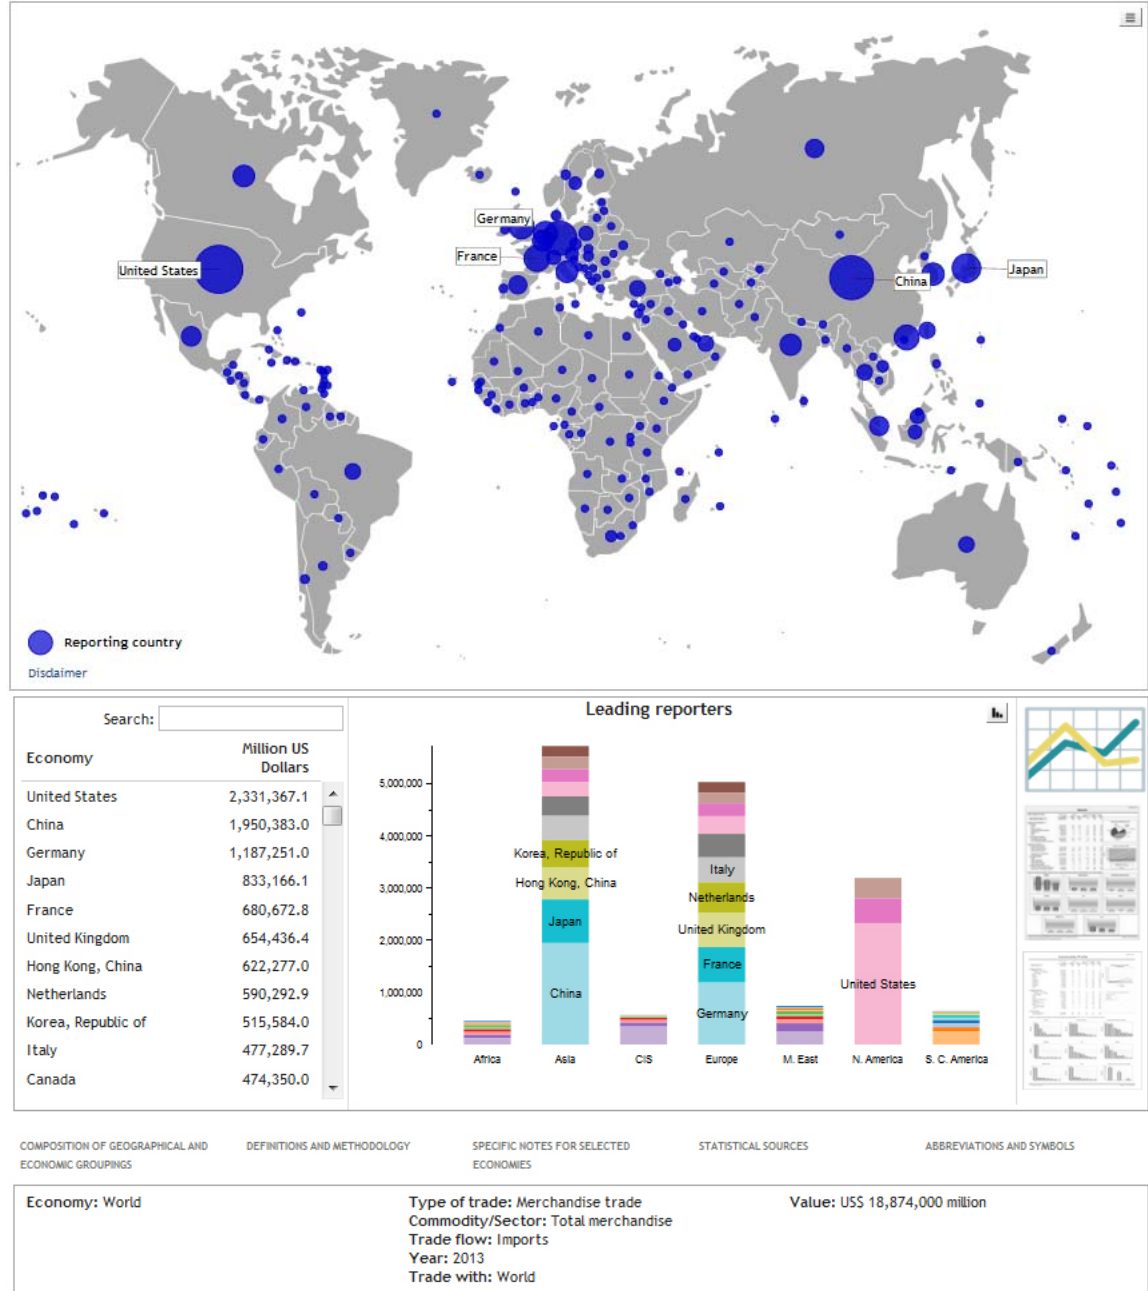 Germany
France
United States
China
Japan
Reporting country
Disclaimer
Search:
Economy
Million US
Dollars
United States 2,331,367.1
China 1,950,383.0
Germany 1,187,251.0
Japan 833,166.1
France 680,672.8
United Kingdom 654,436.4
Hong Kong, China 622,277.0
Netherlands 590,292.9
Korea, Republic of 515,584.0
Italy 477,289.7
Canada 474,350.0
Leading reporters
5,000,000
4,000,000
3,000,000
2,000,000
1,000,000
0
Korea, Republic of
Hong Kong, China
Japan
China
Italy
Netherlands
United Kingdom
France
Germany
United States
Africa Asia CIS Europe M. East N. America S. C. America
COMPOSITION OF GEOGRAPHICAL AND
ECONOMIC GROUPINGS
DEFINITIONS AND METHODOLOGY
SPECIFIC NOTES FOR SELECTED
ECONOMIES
STATISTICAL SOURCES
ABBREVIATIONS AND SYMBOLS
Economy: World
Type of trade: Merchandise trade
Commodity/Sector: Total merchandise
Trade flow: Imports
Year: 2013
Trade with: World
Value: US$ 18,874,000 million